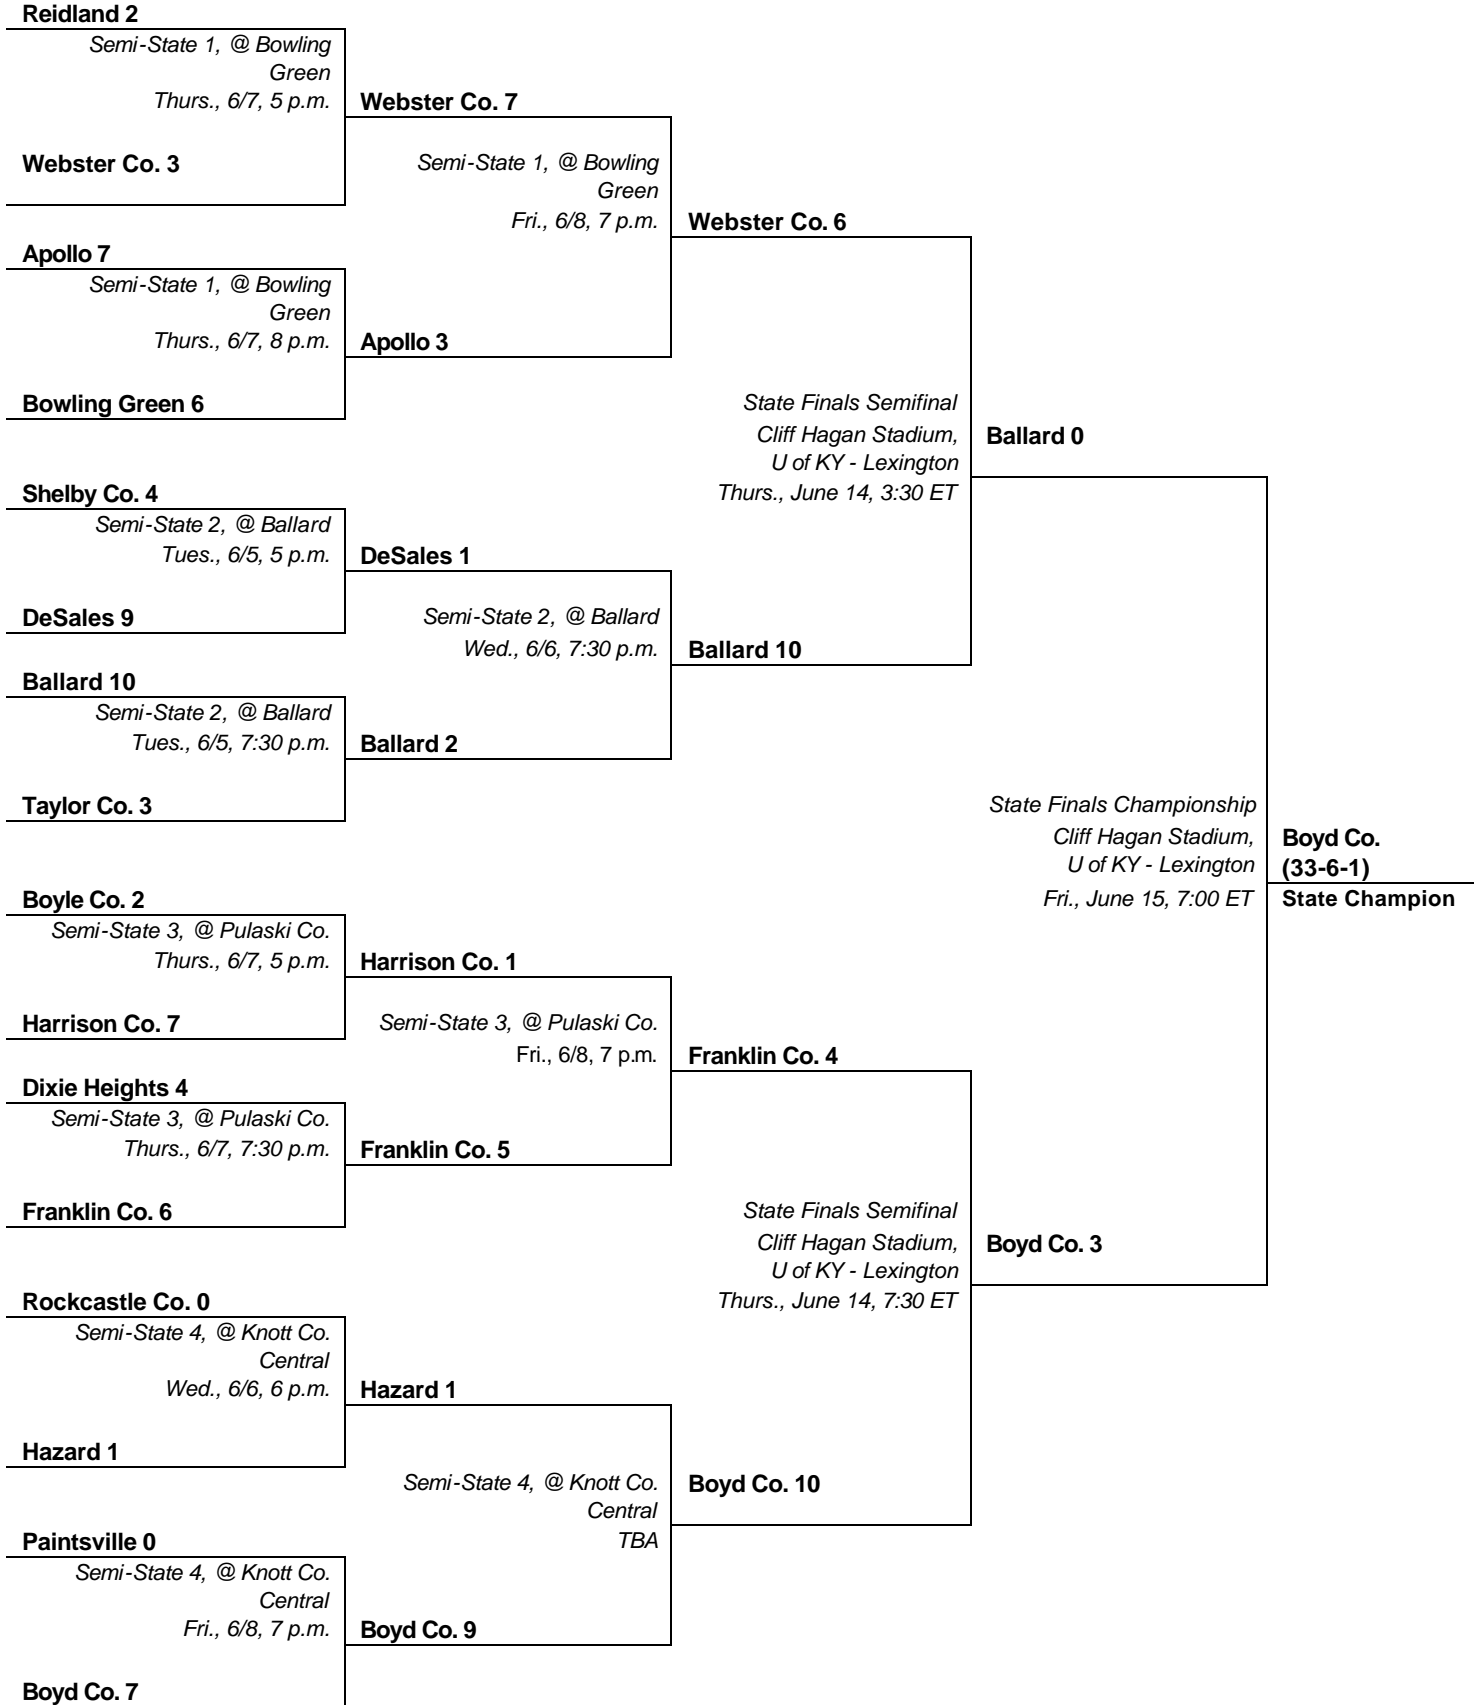 Reidland 2
Semi-State 1, @ Bowling
Green
Thurs., 6/7, 5 p.m.
Webster Co. 7
Webster Co. 3
Semi-State 1, @ Bowling
Green
Fri., 6/8, 7 p.m.
Webster Co. 6
Apollo 7
Semi-State 1, @ Bowling
Green
Thurs., 6/7, 8 p.m.
Apollo 3
Bowling Green 6
State Finals Semifinal
Cliff Hagan Stadium,
U of KY - Lexington
Thurs., June 14, 3:30 ET
Ballard 0
Shelby Co. 4
Semi-State 2, @ Ballard
Tues., 6/5, 5 p.m.
DeSales 1
DeSales 9
Semi-State 2, @ Ballard
Wed., 6/6, 7:30 p.m.
Ballard 10
Ballard 10
Semi-State 2, @ Ballard
Tues., 6/5, 7:30 p.m.
Ballard 2
Taylor Co. 3
State Finals Championship
Cliff Hagan Stadium,
U of KY - Lexington
Fri., June 15, 7:00 ET
Boyd Co.
(33-6-1)
State Champion
Boyle Co. 2
Semi-State 3, @ Pulaski Co.
Thurs., 6/7, 5 p.m.
Harrison Co. 1
Harrison Co. 7
Semi-State 3, @ Pulaski Co.
Fri., 6/8, 7 p.m.
Franklin Co. 4
Dixie Heights 4
Semi-State 3, @ Pulaski Co.
Thurs., 6/7, 7:30 p.m.
Franklin Co. 5
Franklin Co. 6
State Finals Semifinal
Cliff Hagan Stadium,
U of KY - Lexington
Thurs., June 14, 7:30 ET
Boyd Co. 3
Rockcastle Co. 0
Semi-State 4, @ Knott Co.
Central
Wed., 6/6, 6 p.m.
Hazard 1
Hazard 1
Semi-State 4, @ Knott Co.
Central
TBA
Boyd Co. 10
Paintsville 0
Semi-State 4, @ Knott Co.
Central
Fri., 6/8, 7 p.m.
Boyd Co. 9
Boyd Co. 7